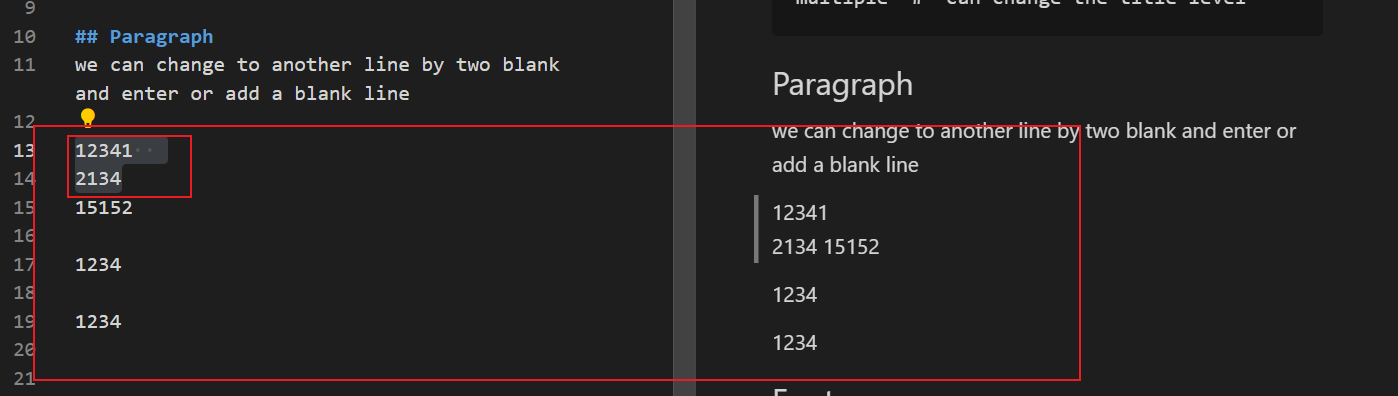 9
10 ## Paragraph
11 we can change to another line by two blank
and enter or add a blank line
12
13 12341
14 2134
15 15152
16
17 1234
18
19 1234
20
21
multiple "#" can change the title level
Paragraph
we can change to another line by two blank and enter or
add a blank line
12341
2134 15152
1234
1234